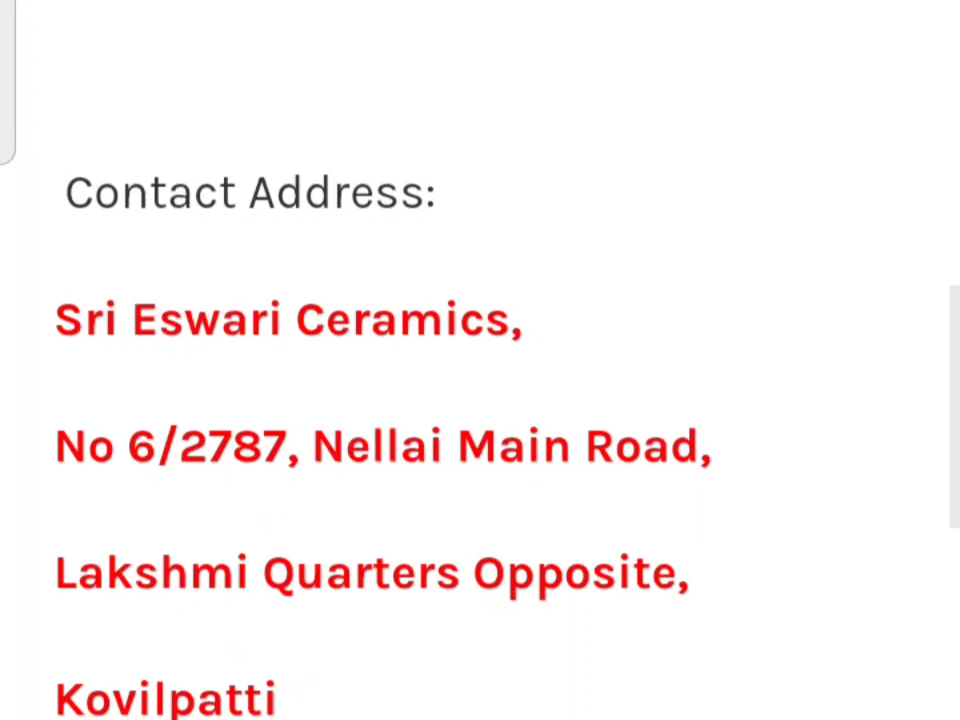 Contact Address:
Sri Eswari Ceramics,
No 6/2787, Nellai Main Road,
Lakshmi Quarters Opposite,
Kovilpatti